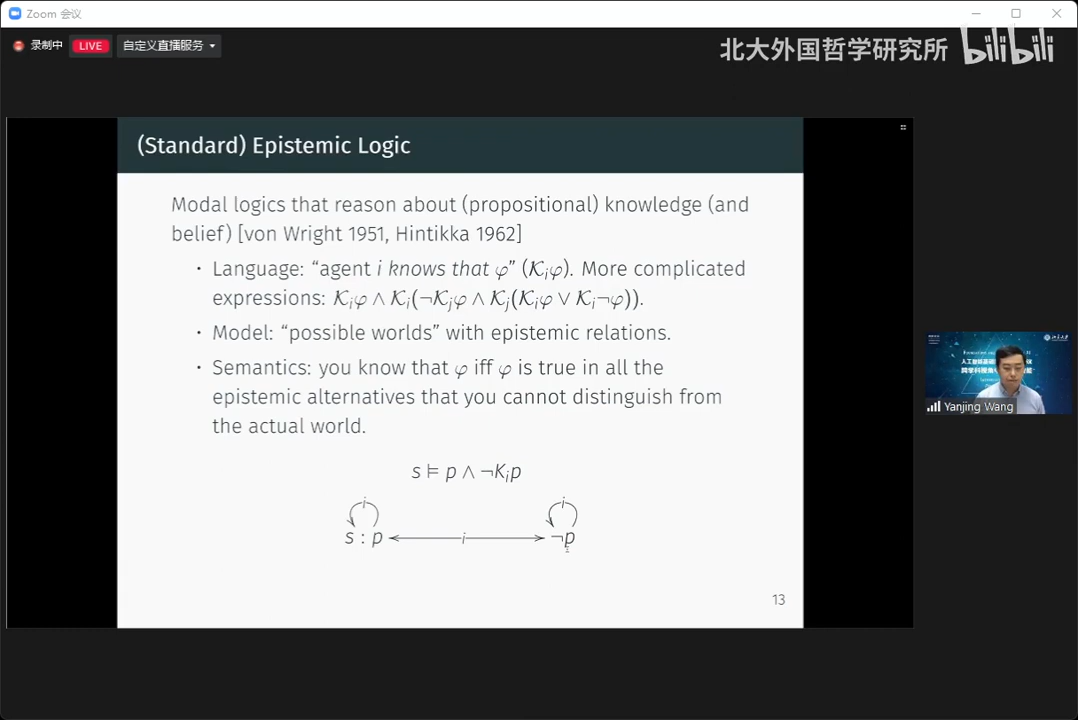 Zoom 会议
录制中 LIVE 自定义直播服务
北大外国哲学研究所 bilibili
(Standard) Epistemic Logic
Modal logics that reason about (propositional) knowledge (and
belief) [von Wright 1951, Hintikka 1962]
· Language: “agent i knows that φ” (𝒦ᵢφ). More complicated
expressions: 𝒦ᵢφ ∧ 𝒦ᵢ(¬𝒦ⱼφ ∧ 𝒦ⱼ(𝒦ᵢφ ∨ 𝒦ᵢ¬φ)).
· Model: “possible worlds” with epistemic relations.
· Semantics: you know that φ iff φ is true in all the
epistemic alternatives that you cannot distinguish from
the actual world.
s ⊨ p ∧ ¬Kᵢp
i i
s : p i ¬p
13
Yanjing Wang